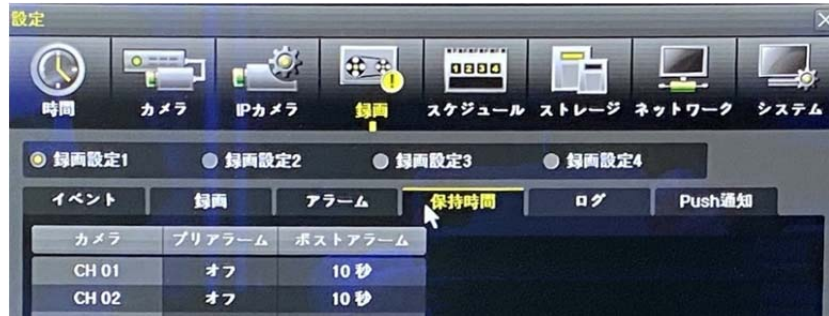 設定
時間 カメラ IPカメラ 録画 スケジュール ストレージ ネットワーク システム
録画設定1 録画設定2 録画設定3 録画設定4
イベント 録画 アラーム 保持時間 ログ Push通知
カメラ プリアラーム ポストアラーム
CH 01 オフ 10 秒
CH 02 オフ 10 秒